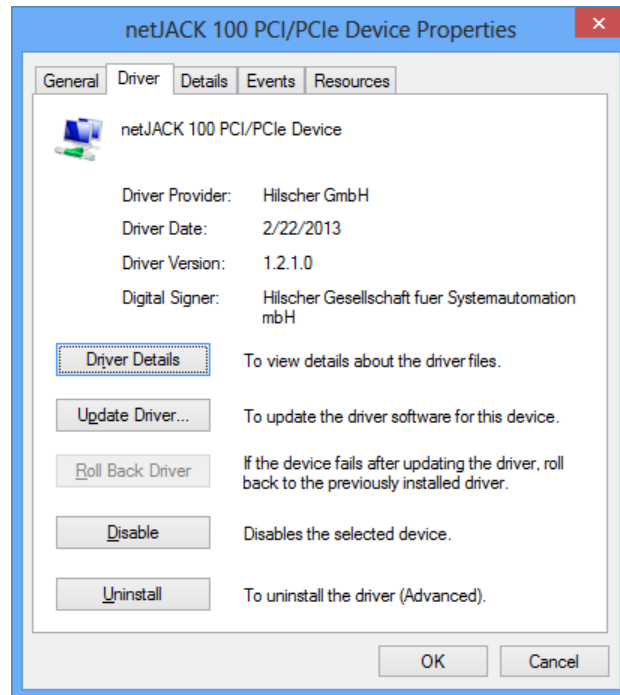 netJACK 100 PCI/PCIe Device Properties
General Driver Details Events Resources
netJACK 100 PCI/PCIe Device
Driver Provider: Hilscher GmbH
Driver Date: 2/22/2013
Driver Version: 1.2.1.0
Digital Signer: Hilscher Gesellschaft fuer Systemautomation
mbH
Driver Details To view details about the driver files.
Update Driver... To update the driver software for this device.
Roll Back Driver If the device fails after updating the driver, roll
back to the previously installed driver.
Disable Disables the selected device.
Uninstall To uninstall the driver (Advanced).
OK Cancel